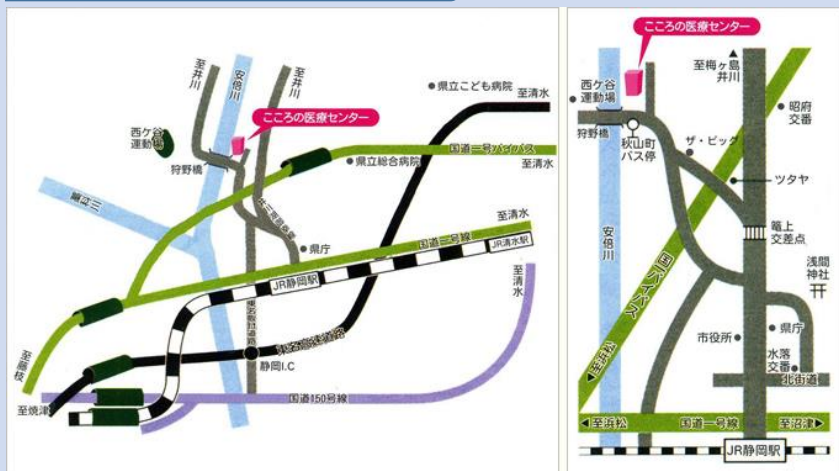 至井川
安倍川
至井川
県立こども病院
至清水
こころの医療センター
西ケ谷
運動場
狩野橋
国道一号バイパス
県立総合病院
至清水
至清水
県庁
国道一号線
JR清水駅
JR静岡駅
至清水
至藤枝
静岡I.C
至焼津
国道150号線
こころの医療センター
至梅ヶ島
井川
西ケ谷
運動場
昭府
交番
狩野橋
秋山町
バス停
ザ・ビッグ
ツタヤ
安倍川
籠上
交差点
国一バイパス
浅間
神社
至浜松
市役所
県庁
水落
交番
北街道
至浜松
国道一号線
至沼津
JR静岡駅